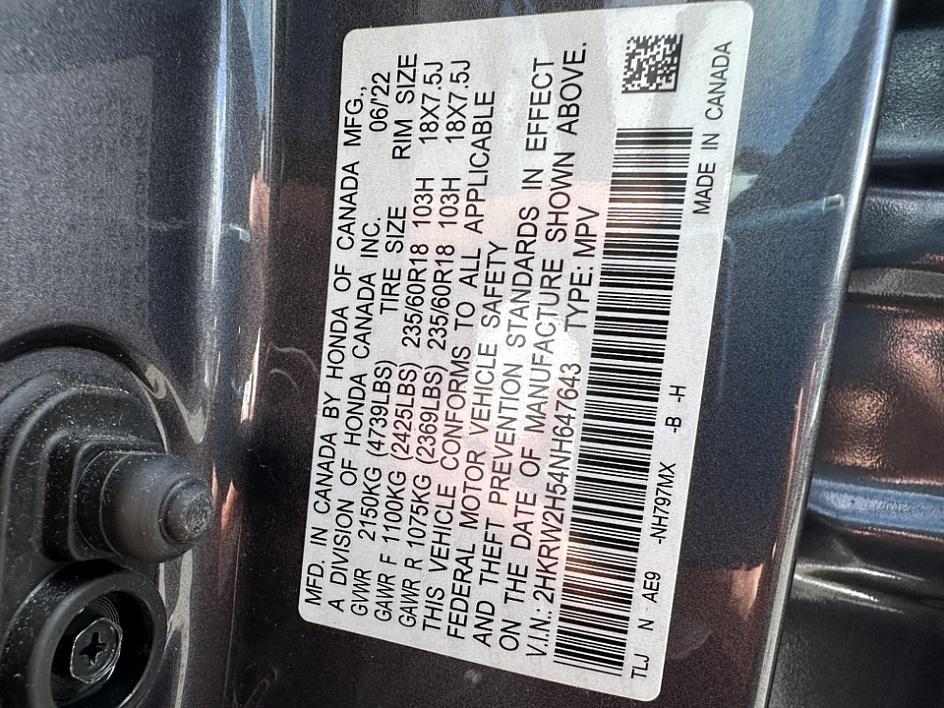 MFD. IN CANADA BY HONDA OF CANADA MFG.,
A DIVISION OF HONDA CANADA INC. 06/'22
GVWR 2150KG (4739LBS) TIRE SIZE RIM SIZE
GAWR F 1100KG (2425LBS) 235/60R18 103H 18X7.5J
GAWR R 1075KG (2369LBS) 235/60R18 103H 18X7.5J
THIS VEHICLE CONFORMS TO ALL APPLICABLE
FEDERAL MOTOR VEHICLE SAFETY
AND THEFT PREVENTION STANDARDS IN EFFECT
ON THE DATE OF MANUFACTURE SHOWN ABOVE.
V.I.N.: 2HKRW2H54NH647643 TYPE: MPV
TLJ N AE9 -NH797MX -B -H MADE IN CANADA